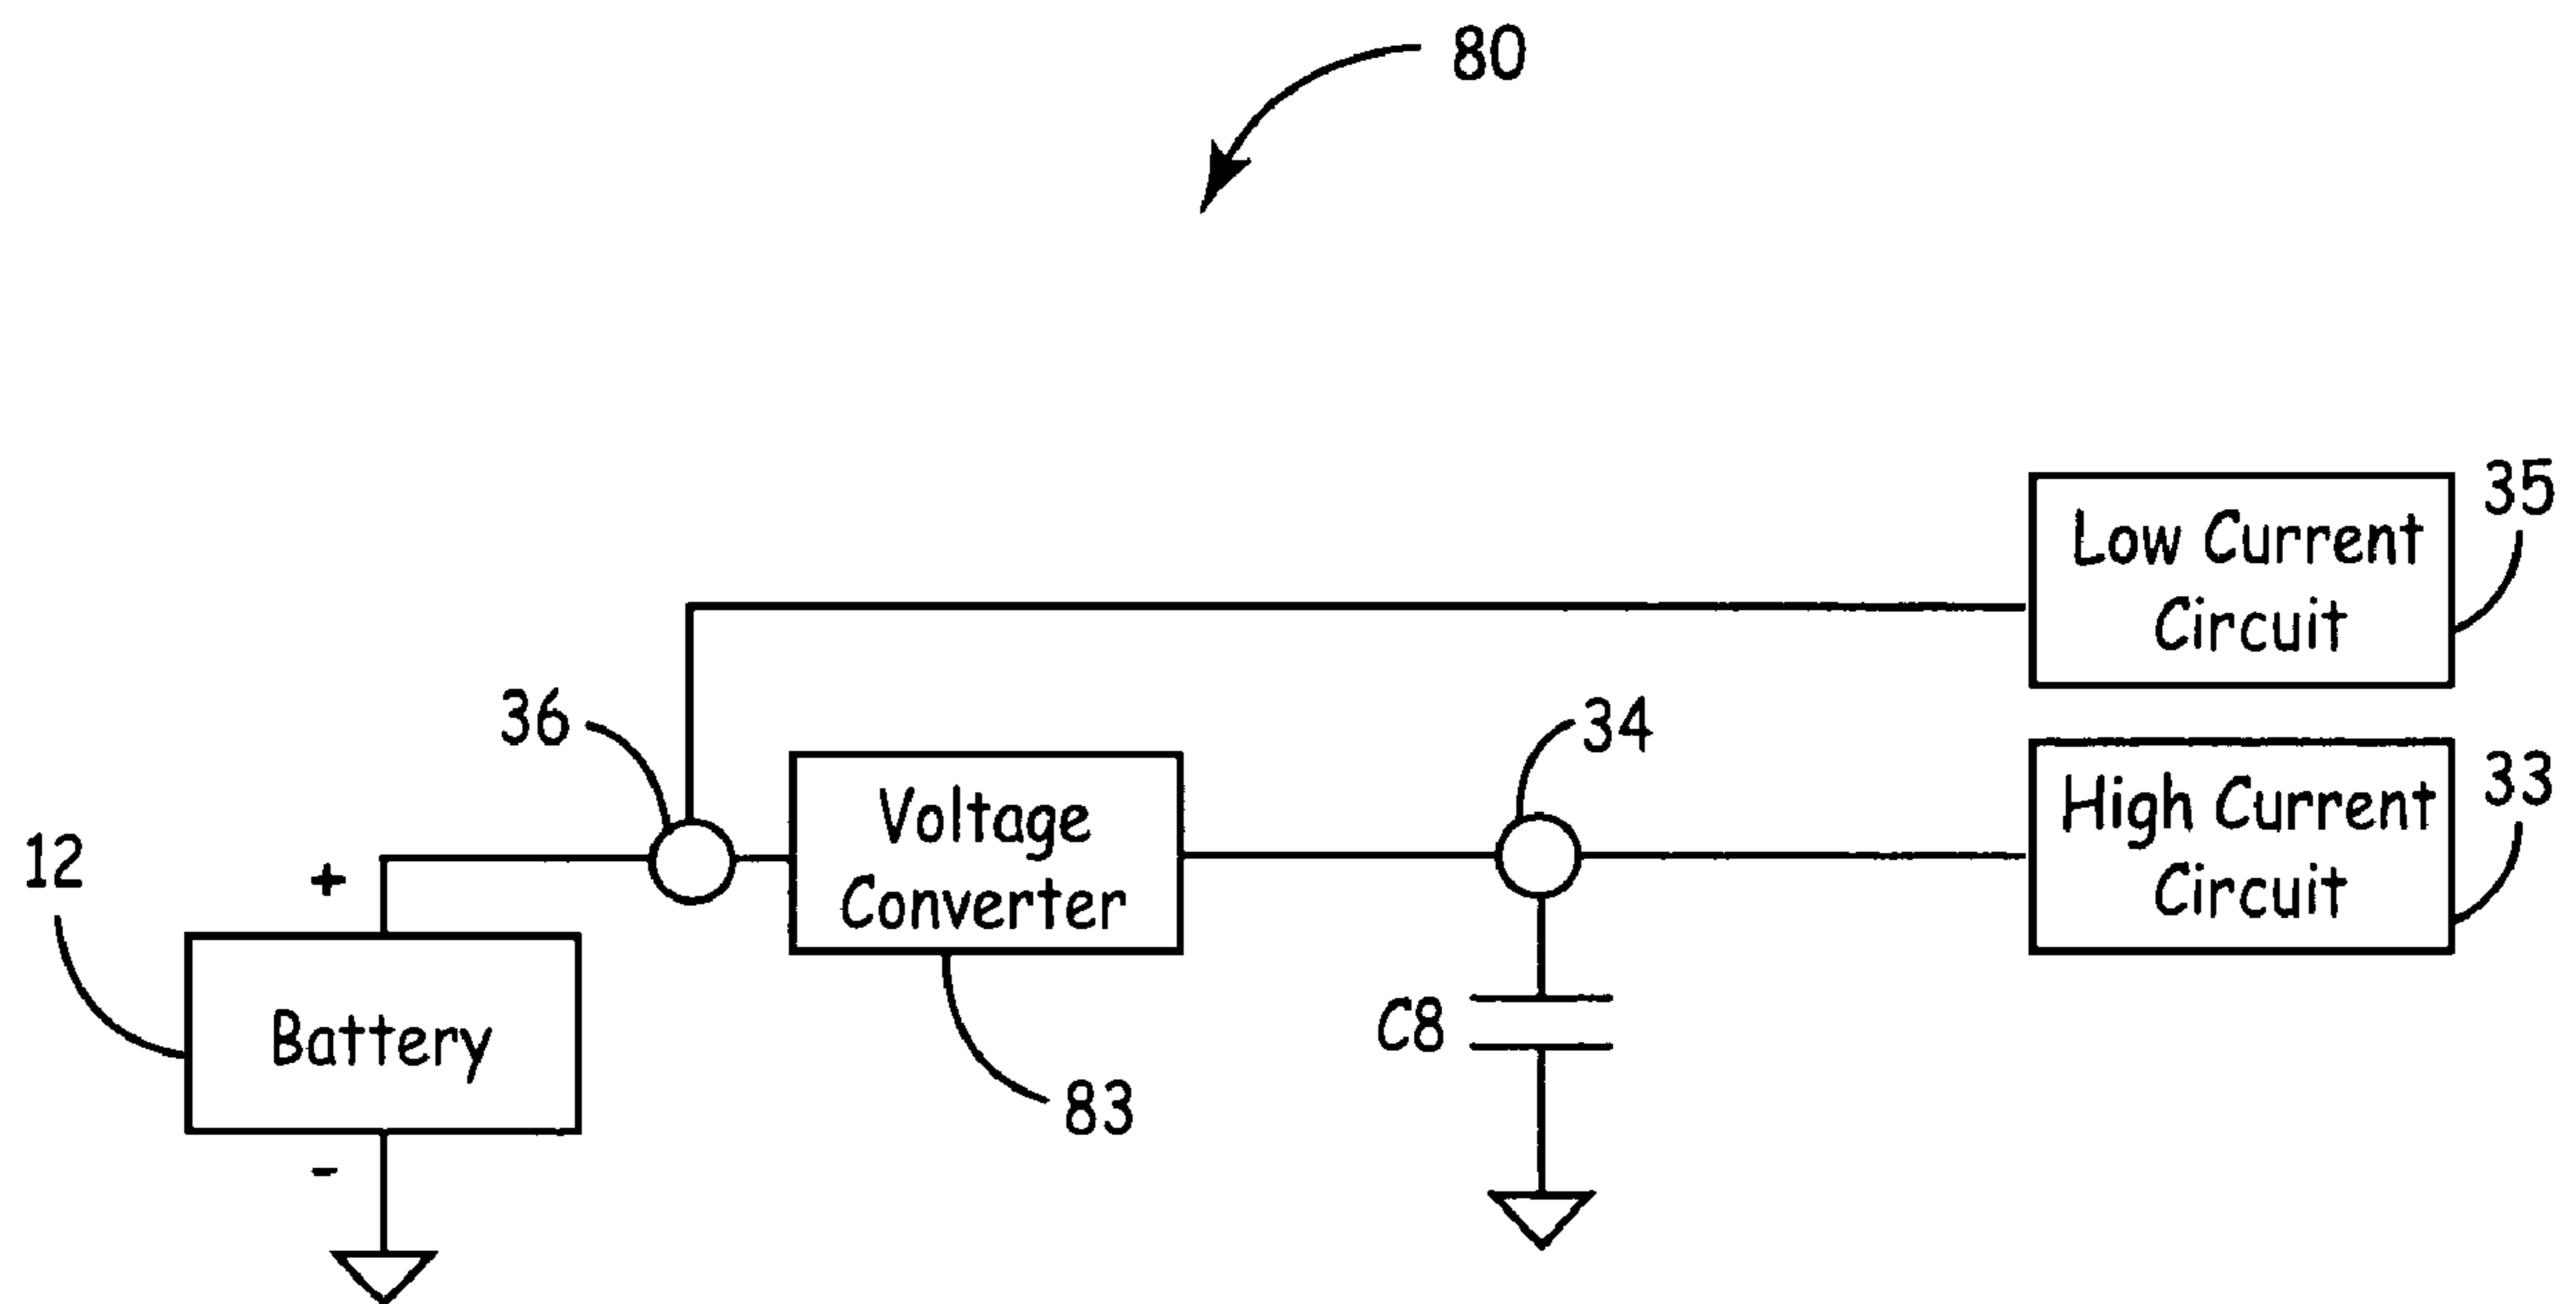 80
35
Low Current
Circuit
36
34
Voltage
Converter
High Current
Circuit
33
12
+
Battery
C8
83
-